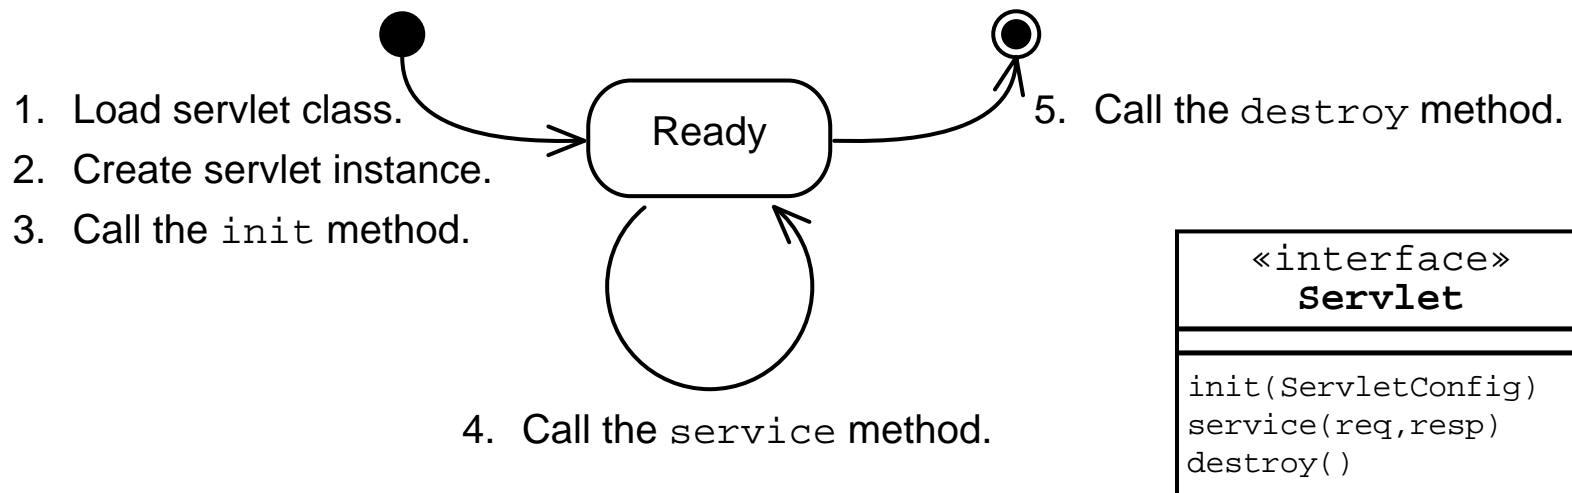 1. Load servlet class.
2. Create servlet instance.
3. Call the init method.
Ready
5. Call the destroy method.
4. Call the service method.
«interface»
Servlet
init(ServletConfig)
service(req,resp)
destroy()